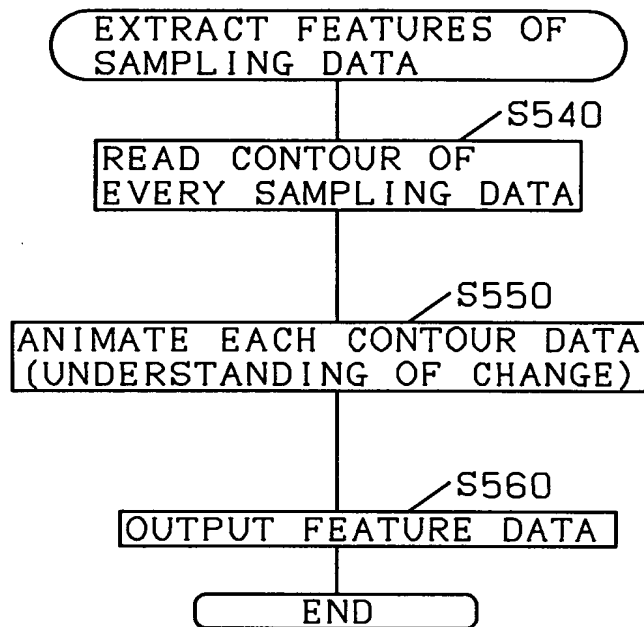 EXTRACT FEATURES OF
SAMPLING DATA
S540
READ CONTOUR OF
EVERY SAMPLING DATA
S550
ANIMATE EACH CONTOUR DATA
(UNDERSTANDING OF CHANGE)
S560
OUTPUT FEATURE DATA
END